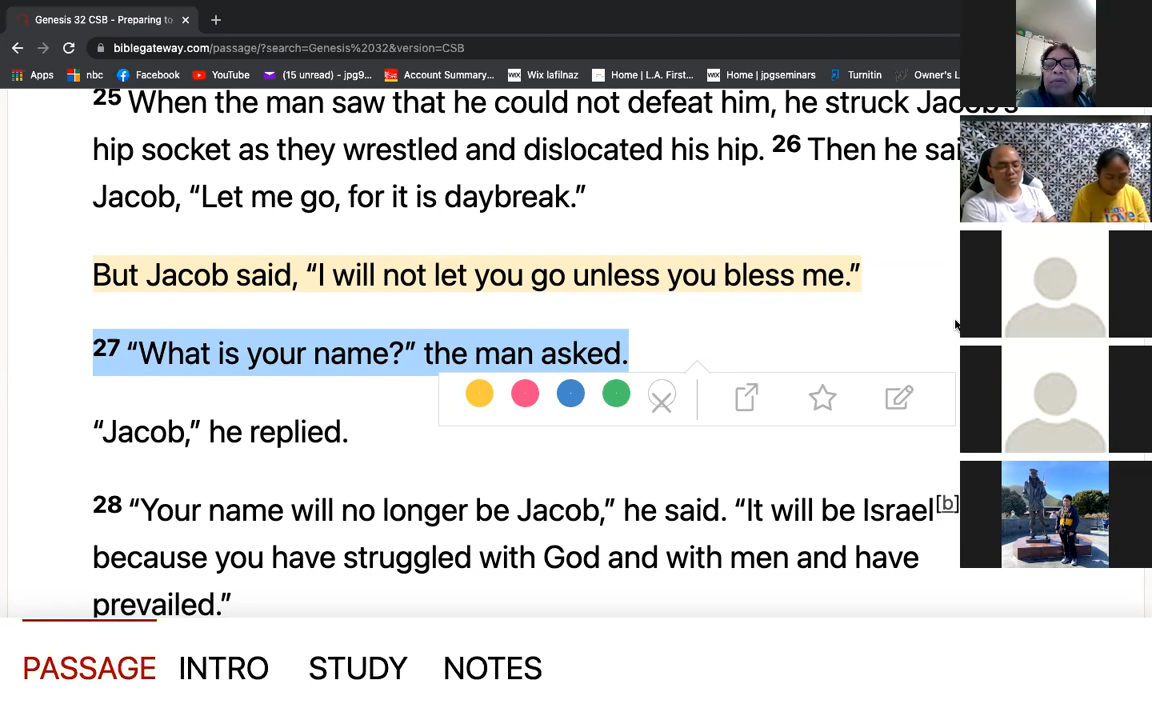 Genesis 32 CSB - Preparing to
biblegateway.com/passage/?search=Genesis%2032&version=CSB
Apps nbc Facebook YouTube (15 unread) - jpg9... Account Summary... Wix lafilnaz Home | L.A. First... Home | jpgseminars Turnitin Owner's L
25 When the man saw that he could not defeat him, he struck Jacob's
hip socket as they wrestled and dislocated his hip. 26 Then he sai
Jacob, “Let me go, for it is daybreak.”
But Jacob said, “I will not let you go unless you bless me.”
27 “What is your name?” the man asked.
“Jacob,” he replied.
28 “Your name will no longer be Jacob,” he said. “It will be Israel[b]
because you have struggled with God and with men and have
prevailed.”
PASSAGE INTRO STUDY NOTES